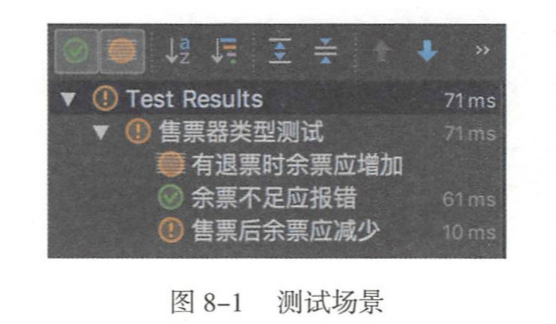 Test Results 71 ms
售票器类型测试 71 ms
有退票时余票应增加
余票不足应报错 61 ms
售票后余票应减少 10 ms
图 8-1 测试场景